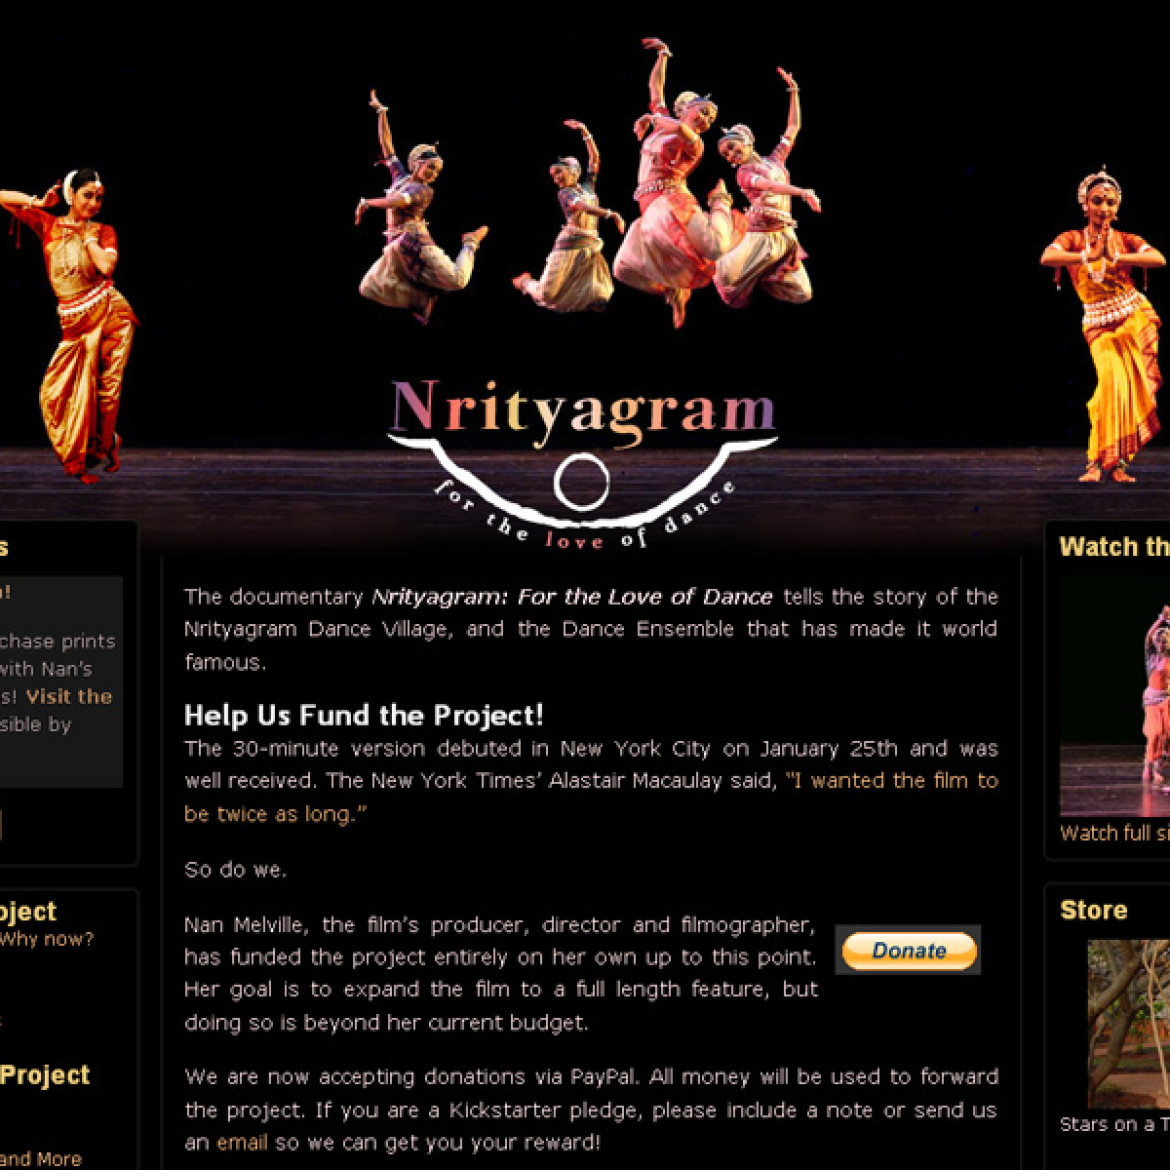 Nrityagram
for the love of dance
s
!
chase prints
with Nan's
s! Visit the
sible by
oject
Why now?
Project
and More
The documentary Nrityagram: For the Love of Dance tells the story of the
Nrityagram Dance Village, and the Dance Ensemble that has made it world
famous.
Help Us Fund the Project!
The 30-minute version debuted in New York City on January 25th and was
well received. The New York Times' Alastair Macaulay said, “I wanted the film to
be twice as long.”
So do we.
Nan Melville, the film's producer, director and filmographer,
has funded the project entirely on her own up to this point.
Her goal is to expand the film to a full length feature, but
doing so is beyond her current budget.
Donate
We are now accepting donations via PayPal. All money will be used to forward
the project. If you are a Kickstarter pledge, please include a note or send us
an email so we can get you your reward!
Watch th
Watch full si
Store
Stars on a T